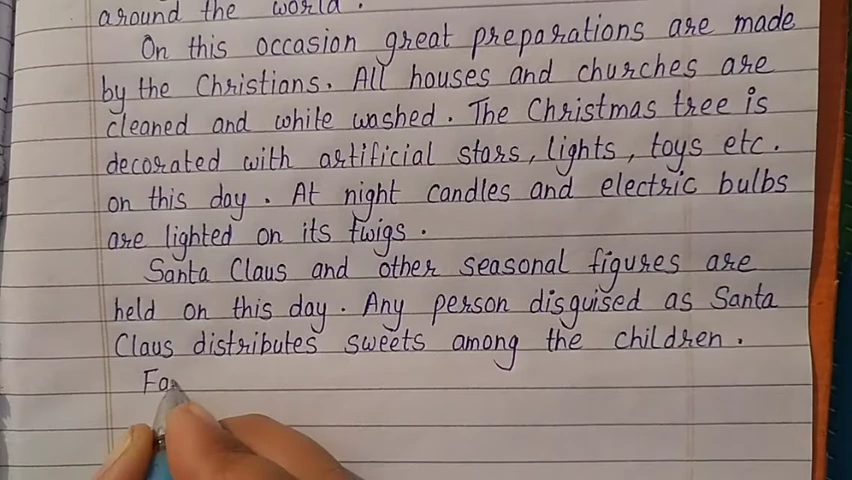 around the world.
On this occasion great preparations are made
by the Christians. All houses and churches are
cleaned and white washed. The Christmas tree is
decorated with artificial stars, lights, toys etc.
on this day. At night candles and electric bulbs
are lighted on its twigs.
Santa Claus and other seasonal figures are
held on this day. Any person disguised as Santa
Claus distributes sweets among the children.
Fa